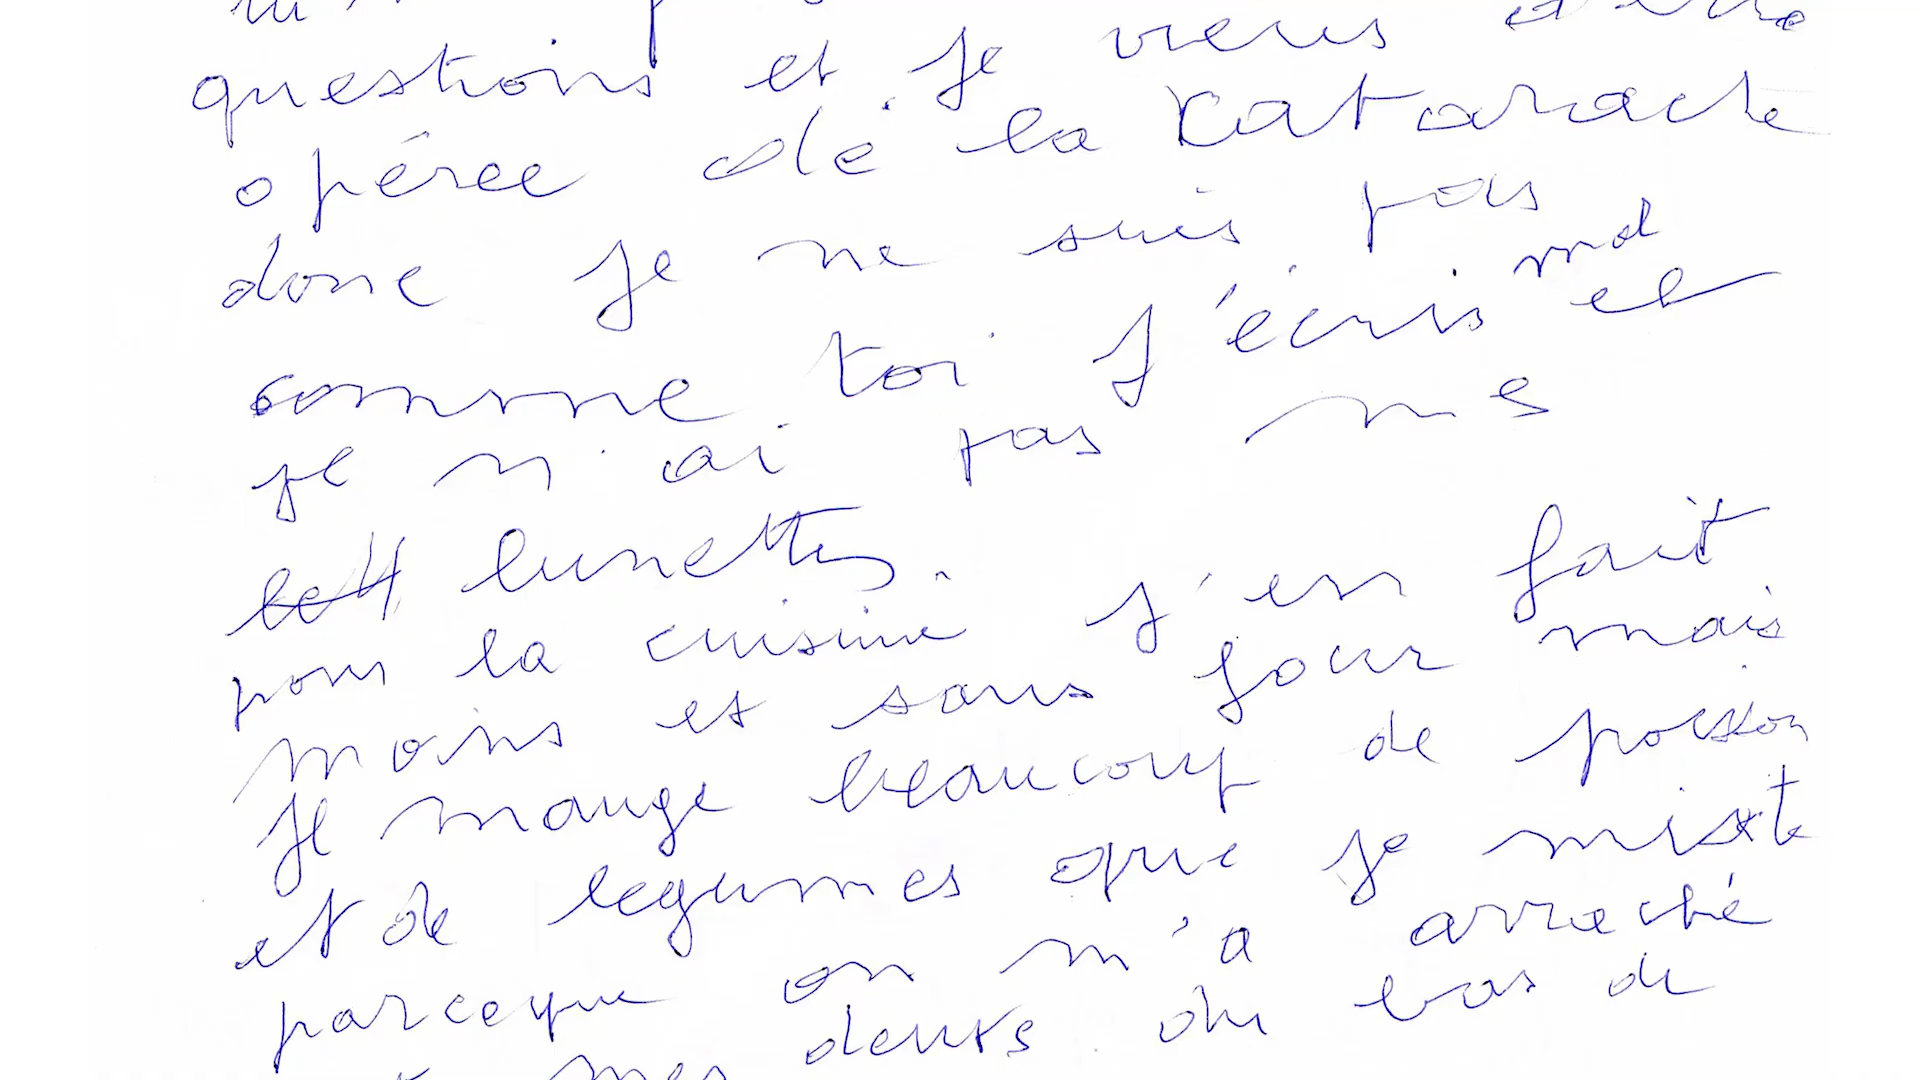 questions et je viens d'être
opérée de la cataracte
donc je ne suis pas
comme toi j'écris mal et
je n'ai pas mes
lunettes.
pour la cuisine j'en fait
moins et sans four mais
Je mange beaucoup de poisson
et de legumes que je mixte
parceque on m'a arraché
mes dents du bas de